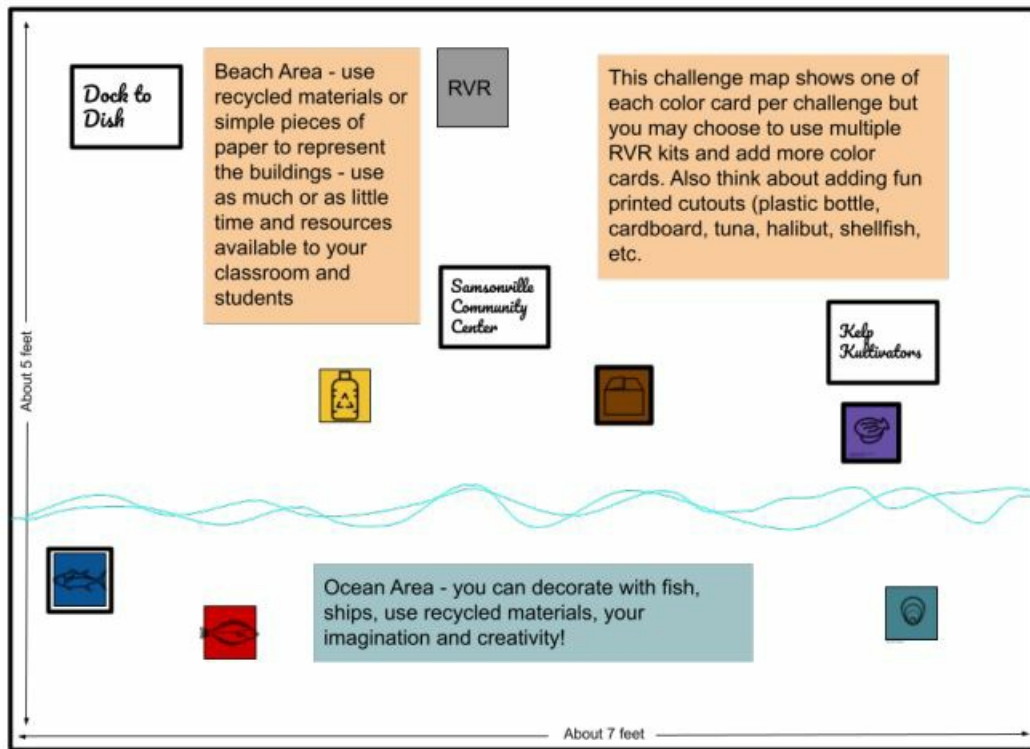 Dock to
Dish
Beach Area - use
recycled materials or
simple pieces of
paper to represent
the buildings - use
as much or as little
time and resources
available to your
classroom and
students
RVR
This challenge map shows one of
each color card per challenge but
you may choose to use multiple
RVR kits and add more color
cards. Also think about adding fun
printed cutouts (plastic bottle,
cardboard, tuna, halibut, shellfish,
etc.
Samsonville
Community
Center
Kelp
Kultivators
About 5 feet
Ocean Area - you can decorate with fish,
ships, use recycled materials, your
imagination and creativity!
About 7 feet